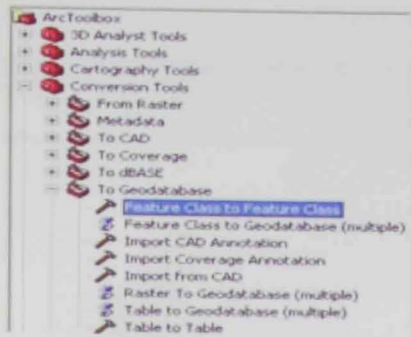 ArcToolbox
3D Analyst Tools
Analysis Tools
Cartography Tools
Conversion Tools
From Raster
Metadata
To CAD
To Coverage
To dBASE
To Geodatabase
Feature Class to Feature Class
Feature Class to Geodatabase (multiple)
Import CAD Annotation
Import Coverage Annotation
Import from CAD
Raster To Geodatabase (multiple)
Table to Geodatabase (multiple)
Table to Table